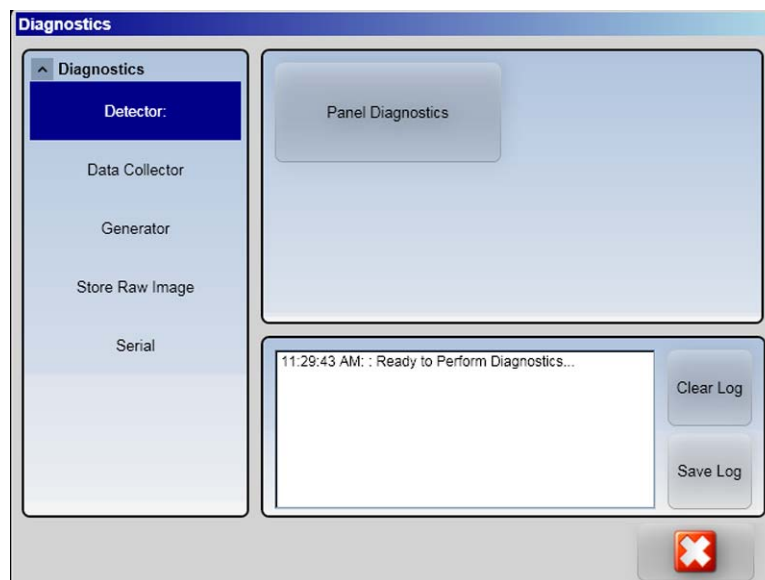 Diagnostics
Diagnostics
Detector:
Data Collector
Generator
Store Raw Image
Serial
Panel Diagnostics
11:29:43 AM: : Ready to Perform Diagnostics...
Clear Log
Save Log